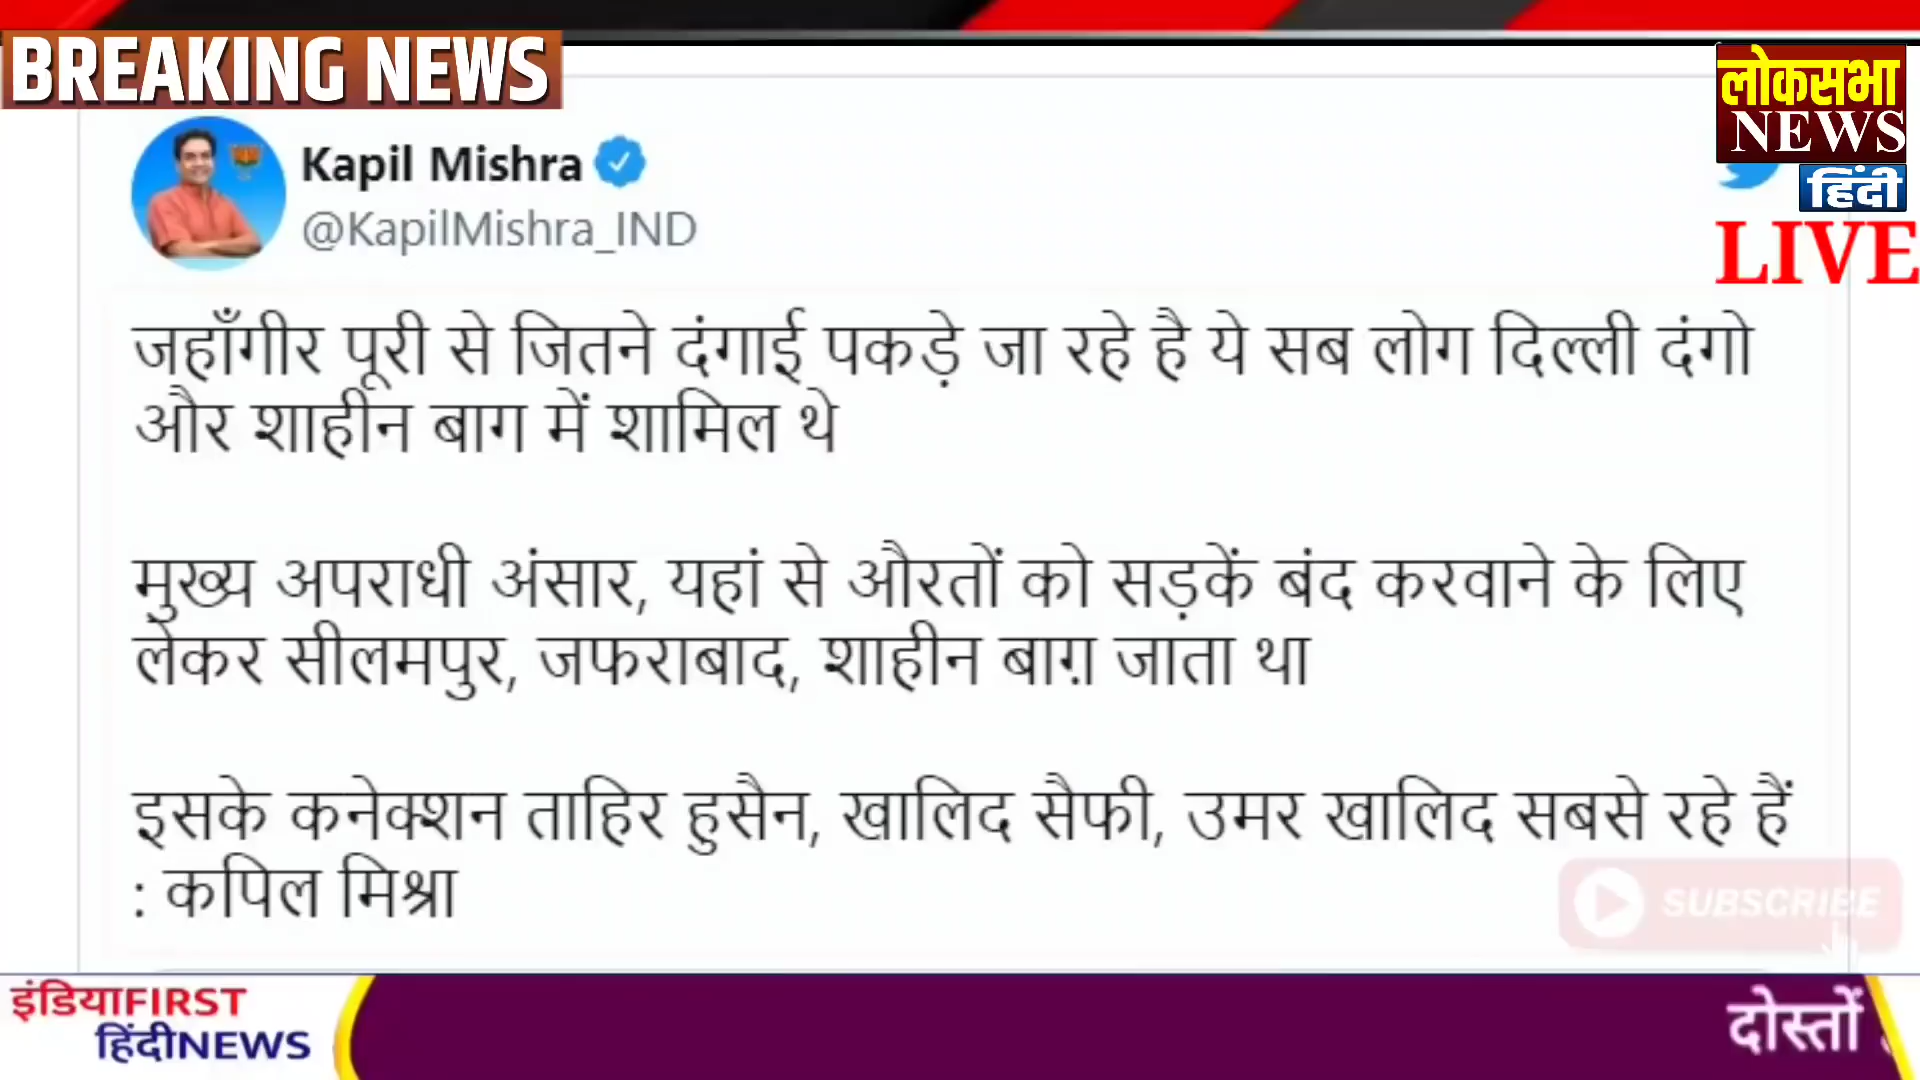 BREAKING NEWS
लोकसभा
NEWS
हिंदी
LIVE
Kapil Mishra
@KapilMishra_IND
जहाँगीर पूरी से जितने दंगाई पकड़े जा रहे है ये सब लोग दिल्ली दंगो
और शाहीन बाग में शामिल थे
मुख्य अपराधी अंसार, यहां से औरतों को सड़कें बंद करवाने के लिए
लेकर सीलमपुर, जफराबाद, शाहीन बाग़ जाता था
इसके कनेक्शन ताहिर हुसैन, खालिद सैफी, उमर खालिद सबसे रहे हैं
: कपिल मिश्रा
SUBSCRIBE
इंडियाFIRST
हिंदीNEWS
दोस्तों